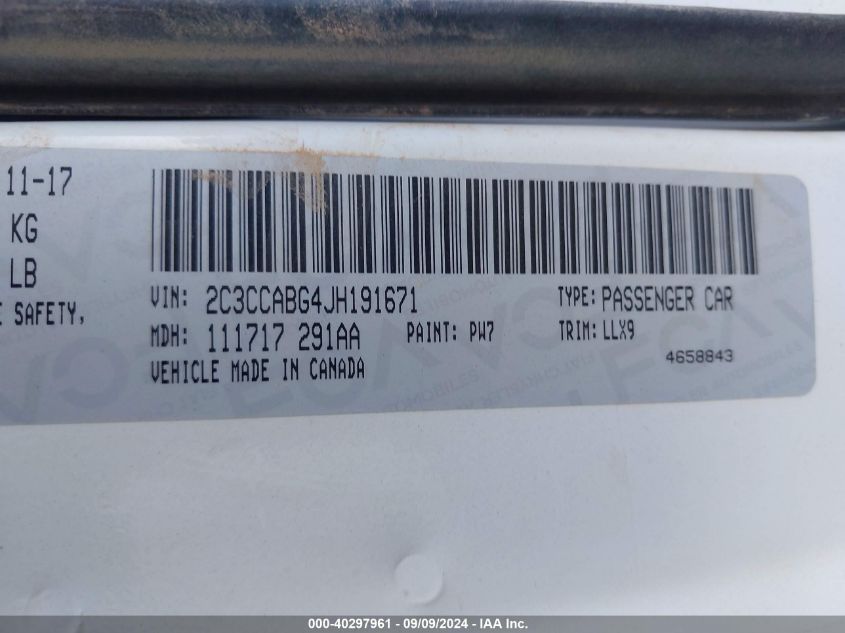 11-17
KG
LB
E SAFETY,
VIN: 2C3CCABG4JH191671 TYPE: PASSENGER CAR
MDH: 111717 291AA PAINT: PW7 TRIM: LLX9
VEHICLE MADE IN CANADA 4658843
000-40297961 - 09/09/2024 - IAA Inc.